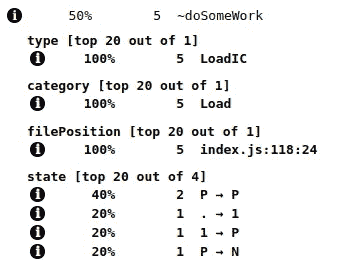 50% 5 ~doSomeWork
type [top 20 out of 1]
100% 5 LoadIC
category [top 20 out of 1]
100% 5 Load
filePosition [top 20 out of 1]
100% 5 index.js:118:24
state [top 20 out of 4]
40% 2 P → P
20% 1 . → 1
20% 1 1 → P
20% 1 P → N